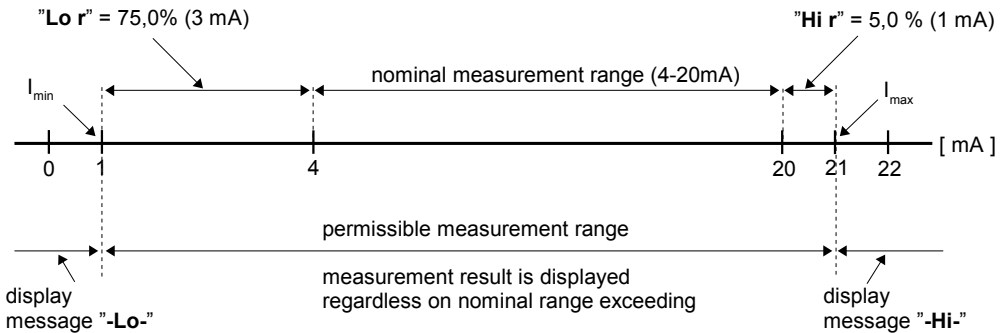 "Lo r" = 75,0% (3 mA)
"Hi r" = 5,0 % (1 mA)
nominal measurement range (4-20mA)
Imin
Imax
[ mA ]
0 1 4 20 21 22
permissible measurement range
measurement result is displayed
regardless on nominal range exceeding
display
message "-Lo-"
display
message "-Hi-"